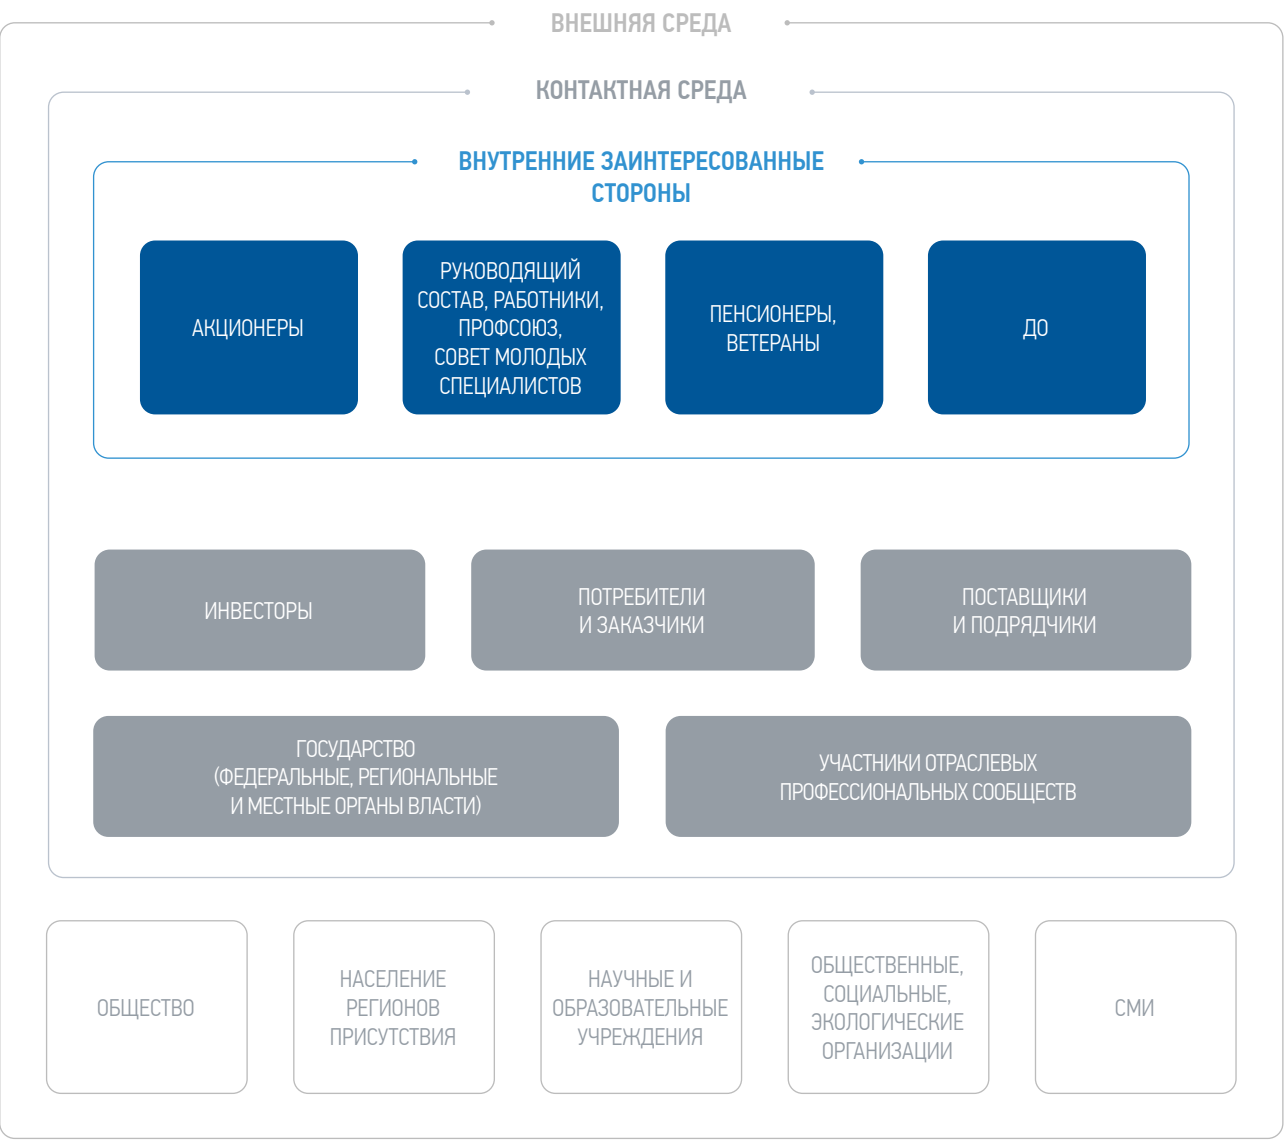 ВНЕШНЯЯ СРЕДА
КОНТАКТНАЯ СРЕДА
ВНУТРЕННИЕ ЗАИНТЕРЕСОВАННЫЕ
СТОРОНЫ
АКЦИОНЕРЫ
РУКОВОДЯЩИЙ
СОСТАВ, РАБОТНИКИ,
ПРОФСОЮЗ,
СОВЕТ МОЛОДЫХ
СПЕЦИАЛИСТОВ
ПЕНСИОНЕРЫ,
ВЕТЕРАНЫ
ДО
ИНВЕСТОРЫ
ПОТРЕБИТЕЛИ
И ЗАКАЗЧИКИ
ПОСТАВЩИКИ
И ПОДРЯДЧИКИ
ГОСУДАРСТВО
(ФЕДЕРАЛЬНЫЕ, РЕГИОНАЛЬНЫЕ
И МЕСТНЫЕ ОРГАНЫ ВЛАСТИ)
УЧАСТНИКИ ОТРАСЛЕВЫХ
ПРОФЕССИОНАЛЬНЫХ СООБЩЕСТВ
ОБЩЕСТВО
НАСЕЛЕНИЕ
РЕГИОНОВ
ПРИСУТСТВИЯ
НАУЧНЫЕ И
ОБРАЗОВАТЕЛЬНЫЕ
УЧРЕЖДЕНИЯ
ОБЩЕСТВЕННЫЕ,
СОЦИАЛЬНЫЕ,
ЭКОЛОГИЧЕСКИЕ
ОРГАНИЗАЦИИ
СМИ